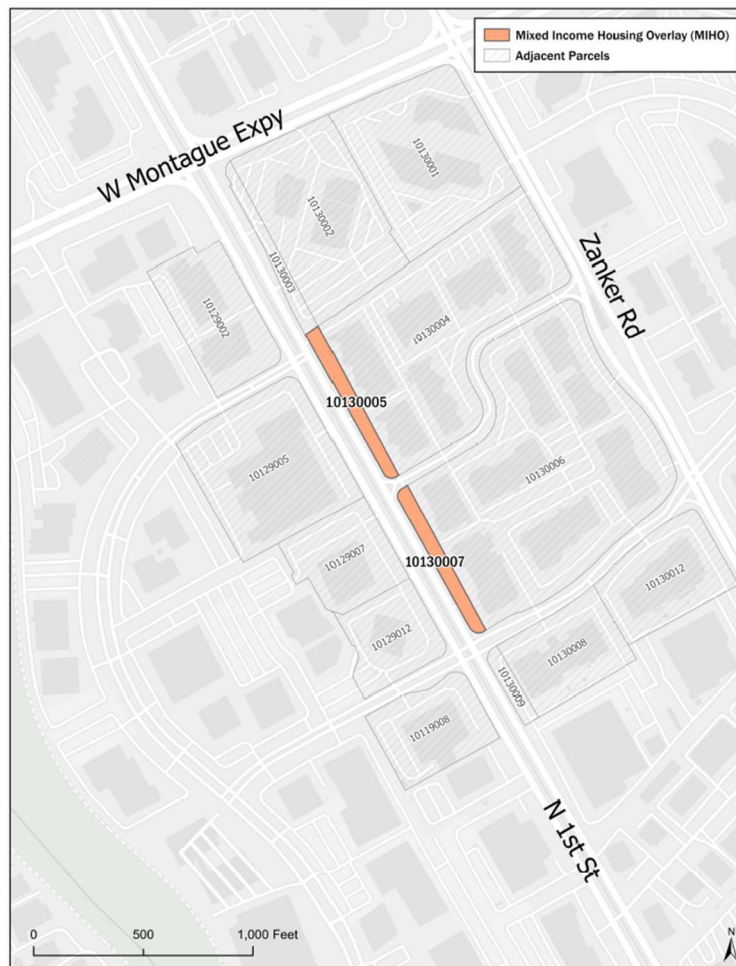 Mixed Income Housing Overlay (MIHO)
Adjacent Parcels
W Montague Expy
10130001
10130002
Zanker Rd
10130003
10129002
10130004
10130005
10129005
10130006
10130007
10129007
10130012
10129012
10130008
10130009
10119008
N 1st St
0 500 1,000 Feet
N